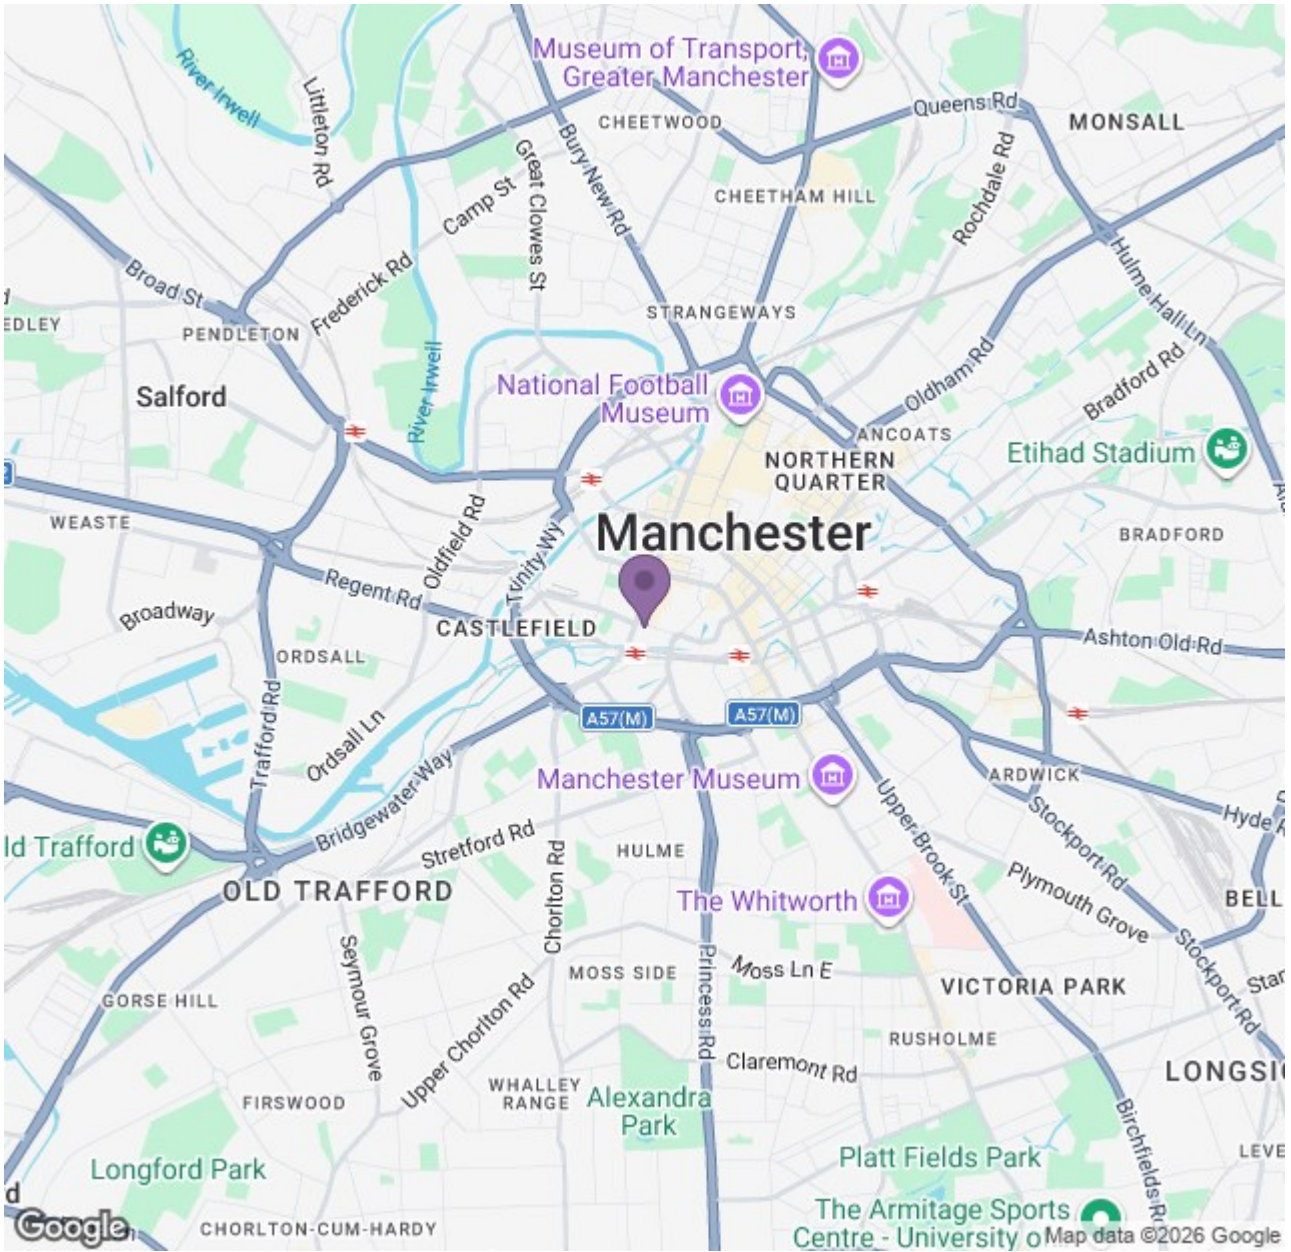 Museum of Transport,
Greater Manchester
River Irwell
Littleton Rd
CHEETWOOD
Queens Rd
MONSALL
Bury New Rd
Great Clowes St
Camp St
CHEETHAM HILL
Rochdale Rd
Broad St
Frederick Rd
Hulme Hall Ln
EDLEY
PENDLETON
STRANGEWAYS
River Irwell
Oldham Rd
Bradford Rd
Salford
National Football
Museum
ANCOATS
NORTHERN
QUARTER
Etihad Stadium
WEASTE
Oldfield Rd
Manchester
BRADFORD
Trinity Wy
Regent Rd
Broadway
CASTLEFIELD
Ashton Old Rd
ORDSALL
Trafford Rd
A57(M)
A57(M)
Ordsall Ln
Bridgewater Way
Manchester Museum
ARDWICK
Upper Brook St
Stockport Rd
Hyde R
ld Trafford
Stretford Rd
HULME
Chorlton Rd
OLD TRAFFORD
The Whitworth
Plymouth Grove
BELL
Seymour Grove
Princess Rd
Moss Ln E
MOSS SIDE
Stockport Rd
Stan
GORSE HILL
VICTORIA PARK
Upper Chorlton Rd
RUSHOLME
Claremont Rd
LONGSI
WHALLEY
RANGE
Alexandra
Park
FIRSWOOD
Birchfields Rd
LEVE
Longford Park
Platt Fields Park
d
CHORLTON-CUM-HARDY
The Armitage Sports
Centre - University o
Google
Map data ©2026 Google